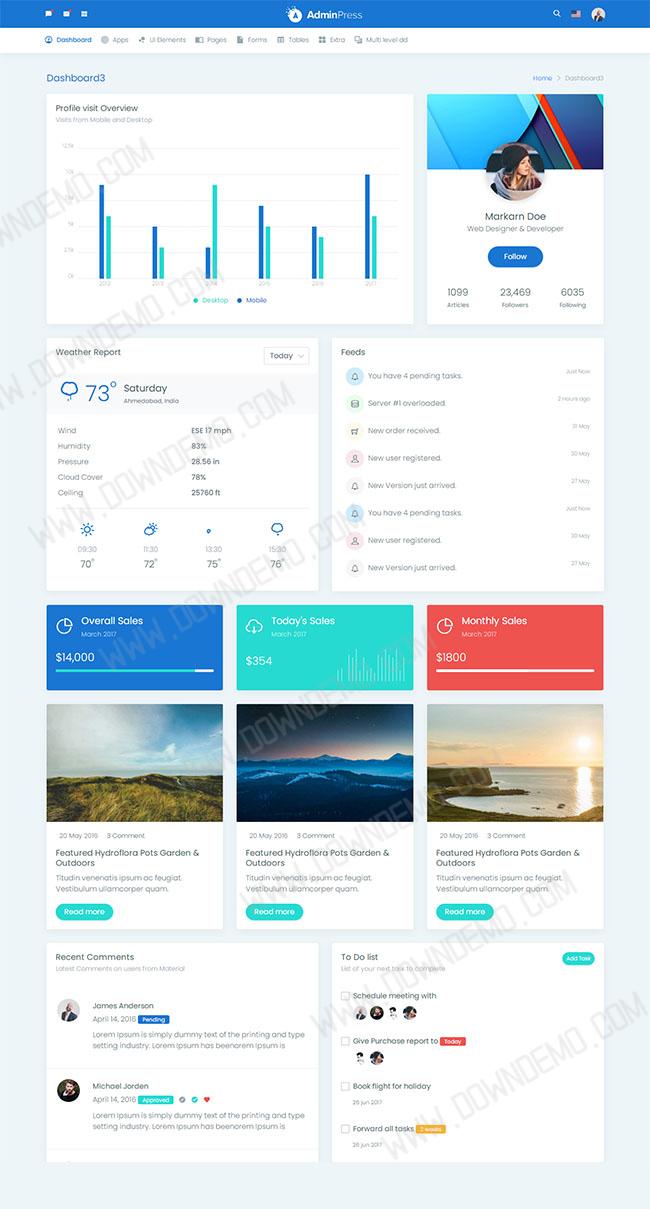 AdminPress
Dashboard Apps UI Elements Pages Forms Tables Extra Multi level dd
Dashboard3
Home > Dashboard3
Profile visit Overview
Visits from Mobile and Desktop
Desktop Mobile
Markarn Doe
Web Designer & Developer
Follow
1099 23,469 6035
Articles Followers Following
Weather Report
Today
73° Saturday
Ahmedabad, India
Wind ESE 17 mph
Humidity 83%
Pressure 28.56 in
Cloud Cover 78%
Ceiling 25760 ft
09:30 11:30 13:30 15:30
70° 72° 75° 76°
Feeds
You have 4 pending tasks. Just Now
Server #1 overloaded. 2 Hours ago
New order received. 31 May
New user registered. 30 May
New Version just arrived. 27 May
You have 4 pending tasks. Just Now
New user registered. 30 May
New Version just arrived. 27 May
Overall Sales
March 2017
$14,000
Today's Sales
March 2017
$354
Monthly Sales
March 2017
$1800
20 May 2016 3 Comment
Featured Hydroflora Pots Garden &
Outdoors
Titudin venenatis ipsum ac feugiat.
Vestibulum ullamcorper quam.
Read more
20 May 2016 3 Comment
Featured Hydroflora Pots Garden &
Outdoors
Titudin venenatis ipsum ac feugiat.
Vestibulum ullamcorper quam.
Read more
20 May 2016 3 Comment
Featured Hydroflora Pots Garden &
Outdoors
Titudin venenatis ipsum ac feugiat.
Vestibulum ullamcorper quam.
Read more
Recent Comments
Latest Comments on users from Material
James Anderson
April 14, 2016 Pending
Lorem Ipsum is simply dummy text of the printing and type
setting industry. Lorem Ipsum has beenorem Ipsum is
Michael Jorden
April 14, 2016 Approved
Lorem Ipsum is simply dummy text of the printing and type
setting industry. Lorem Ipsum has beenorem Ipsum is
To Do list
Add Task
List of your next task to complete
Schedule meeting with
Give Purchase report to Today
Book flight for holiday
26 jun 2017
Forward all tasks 2 weeks
26 jun 2017
WWW.DOWNDEMO.COM